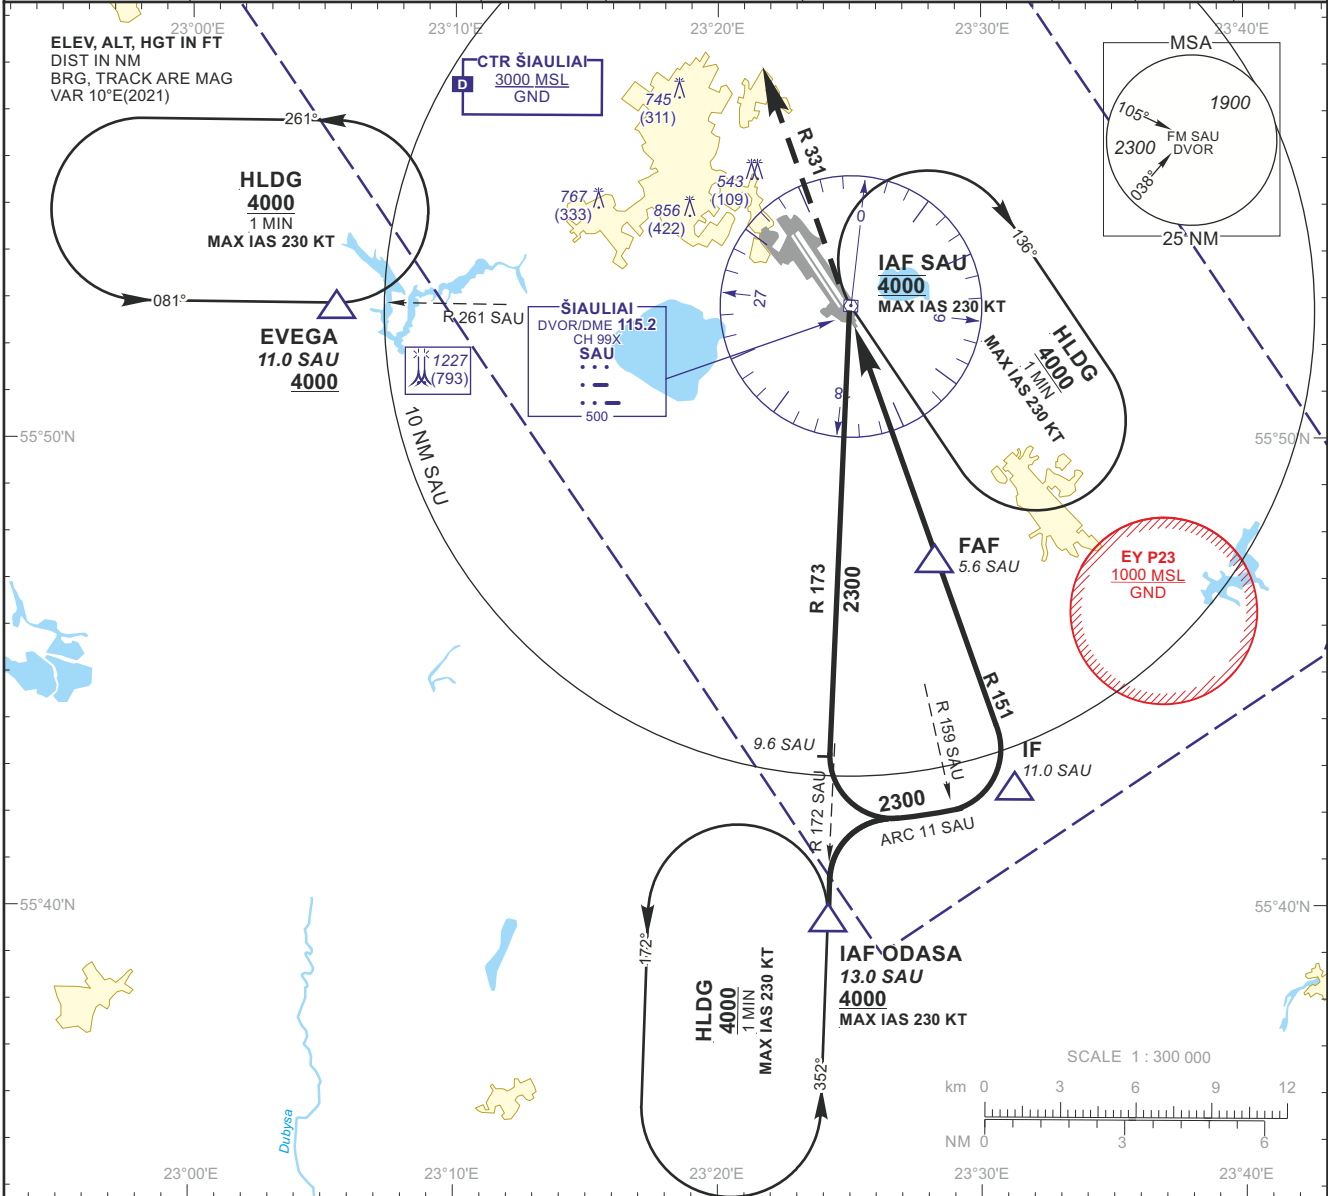 23°00'E
23°10'E
23°20'E
23°30'E
23°40'E
ELEV, ALT, HGT IN FT
DIST IN NM
BRG, TRACK ARE MAG
VAR 10°E(2021)
D
CTR ŠIAULIAI
3000 MSL
GND
745
(311)
767
(333)
856
(422)
543
(109)
R 331
MSA
105°
1900
FM SAU
DVOR
2300
038°
25 NM
261°
HLDG
4000
1 MIN
MAX IAS 230 KT
081°
EVEGA
11.0 SAU
4000
R 261 SAU
1227
(793)
10 NM SAU
ŠIAULIAI
DVOR/DME 115.2
CH 99X
SAU
500
0
9
18
27
IAF SAU
4000
MAX IAS 230 KT
136°
HLDG
4000
1 MIN
MAX IAS 230 KT
55°50'N
55°50'N
FAF
5.6 SAU
EY P23
1000 MSL
GND
R 173
2300
R 151
R 159 SAU
9.6 SAU
R 172 SAU
IF
11.0 SAU
2300
ARC 11 SAU
55°40'N
55°40'N
172°
HLDG
4000
1 MIN
MAX IAS 230 KT
352°
IAF ODASA
13.0 SAU
4000
MAX IAS 230 KT
Dubysa
SCALE 1 : 300 000
km 0 3 6 9 12
NM 0 3 6
23°00'E
23°10'E
23°20'E
23°30'E
23°40'E